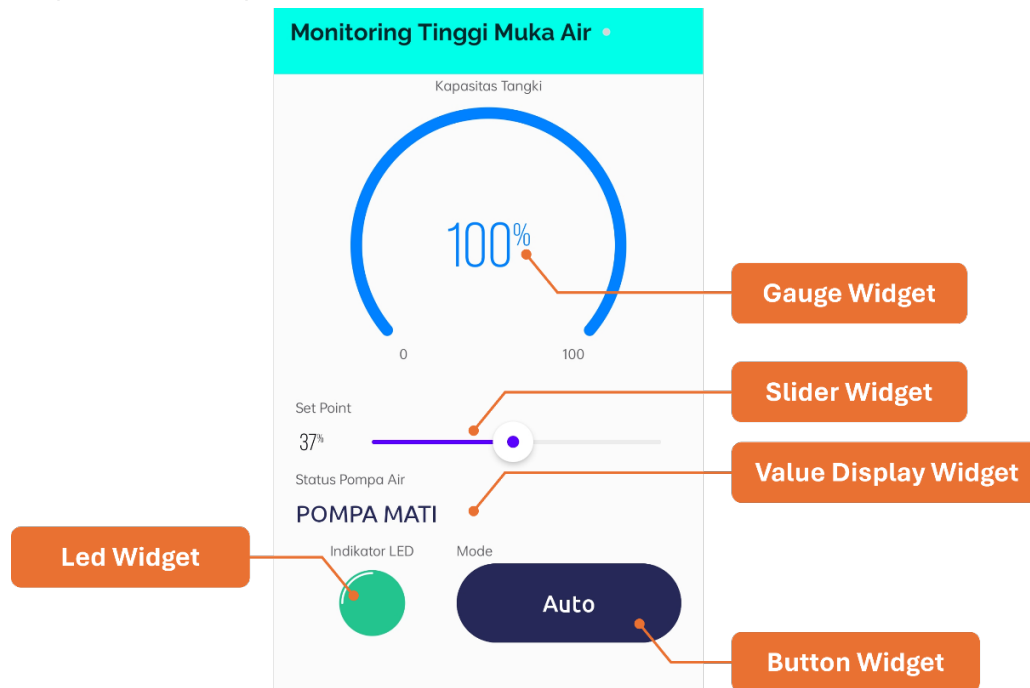 Monitoring Tinggi Muka Air
Kapasitas Tangki
100%
Gauge Widget
0 100
Slider Widget
Set Point
37%
Value Display Widget
Status Pompa Air
POMPA MATI
Led Widget
Indikator LED Mode
Auto
Button Widget